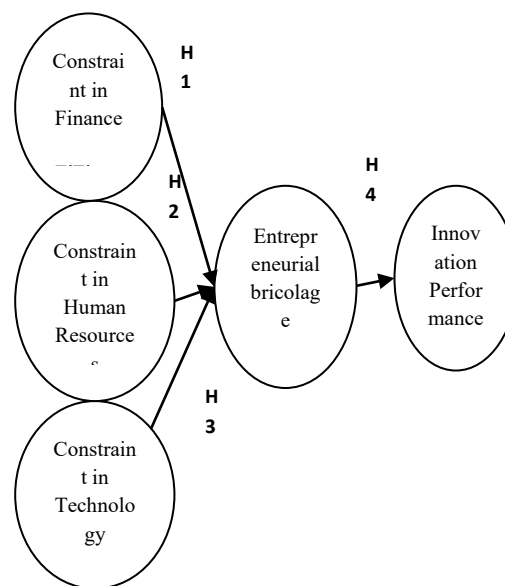 Constrai
nt in
Finance
H
1
H
2
Constrain
t in
Human
Resource
s
Constrain
t in
Technolo
gy
H
3
Entrepr
eneurial
bricolag
e
H
4
Innov
ation
Perfor
mance